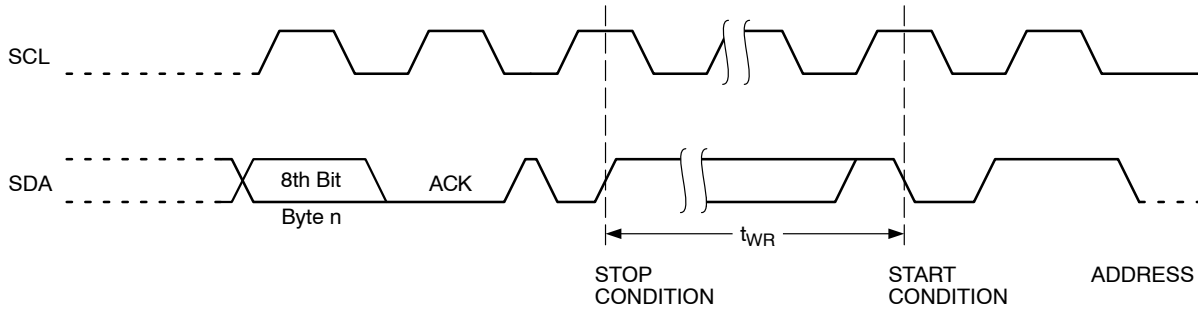 SCL
SDA
8th Bit
ACK
Byte n
tWR
STOP
CONDITION
START
CONDITION
ADDRESS